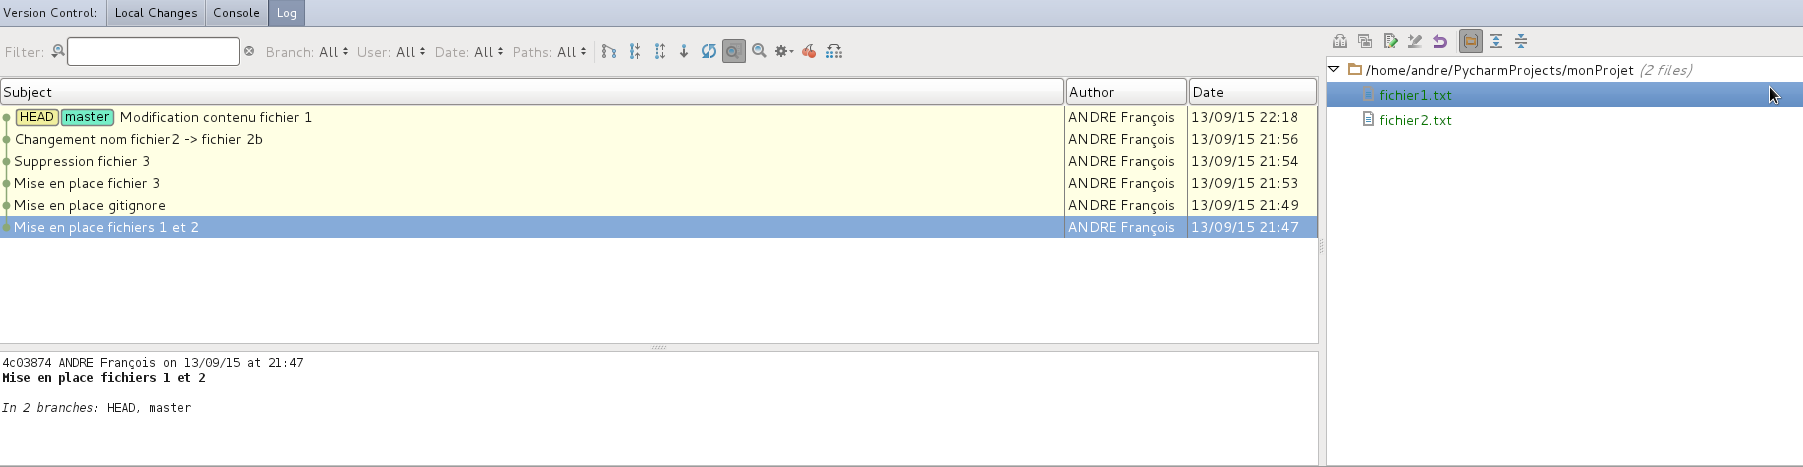 Version Control: Local Changes Console Log
Filter: Branch: All User: All Date: All Paths: All
Subject Author Date
HEAD master Modification contenu fichier 1 ANDRE François 13/09/15 22:18
Changement nom fichier2 -> fichier 2b ANDRE François 13/09/15 21:56
Suppression fichier 3 ANDRE François 13/09/15 21:54
Mise en place fichier 3 ANDRE François 13/09/15 21:53
Mise en place gitignore ANDRE François 13/09/15 21:49
Mise en place fichiers 1 et 2 ANDRE François 13/09/15 21:47
4c03874 ANDRE François on 13/09/15 at 21:47
Mise en place fichiers 1 et 2
In 2 branches: HEAD, master
/home/andre/PycharmProjects/monProjet (2 files)
fichier1.txt
fichier2.txt